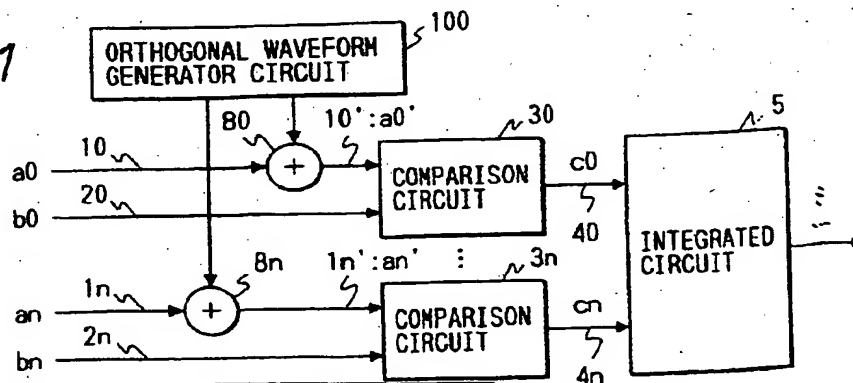 1
ORTHOGONAL WAVEFORM
GENERATOR CIRCUIT
100
80
10':a0'
30
5
a0
10
COMPARISON
CIRCUIT
c0
b0
20
40
INTEGRATED
CIRCUIT
8n
1n':an'
3n
an
1n
COMPARISON
CIRCUIT
cn
bn
2n
4n